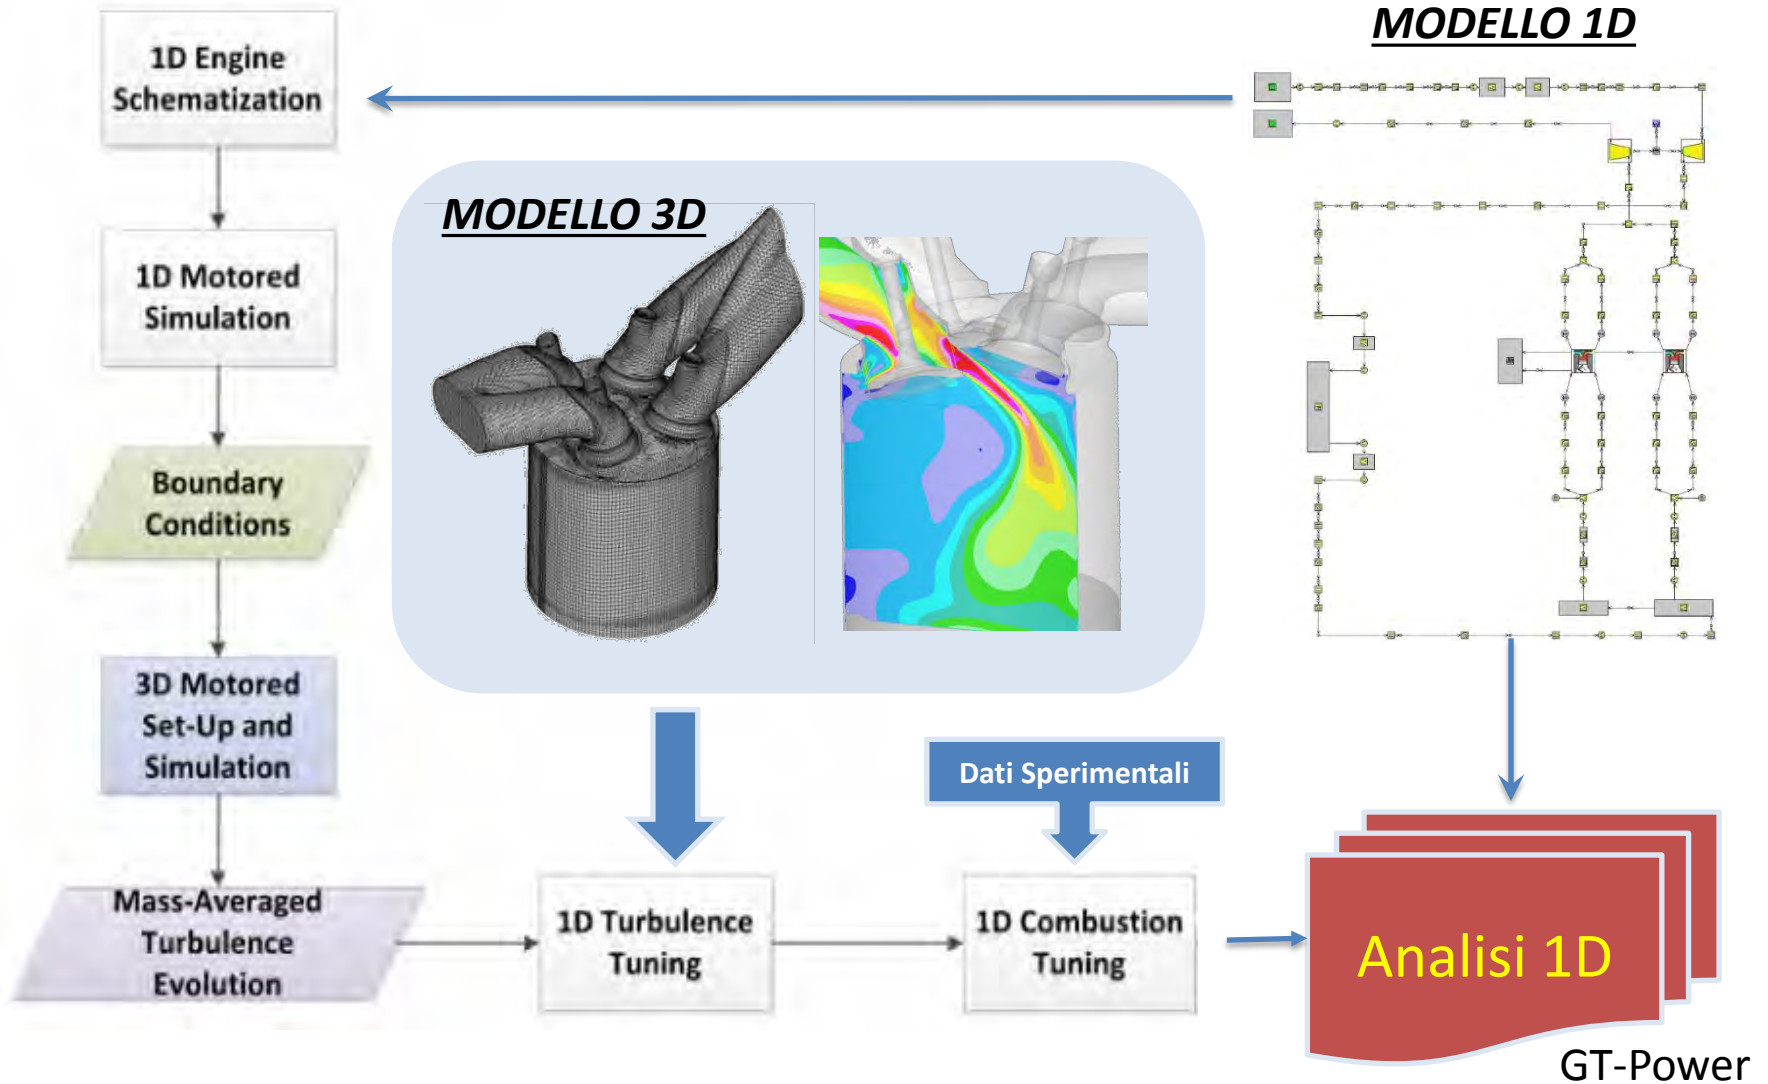 MODELLO 1D
1D Engine
Schematization
1D Motored
Simulation
Boundary
Conditions
3D Motored
Set-Up and
Simulation
Mass-Averaged
Turbulence
Evolution
MODELLO 3D
1D Turbulence
Tuning
Dati Sperimentali
1D Combustion
Tuning
Analisi 1D
GT-Power